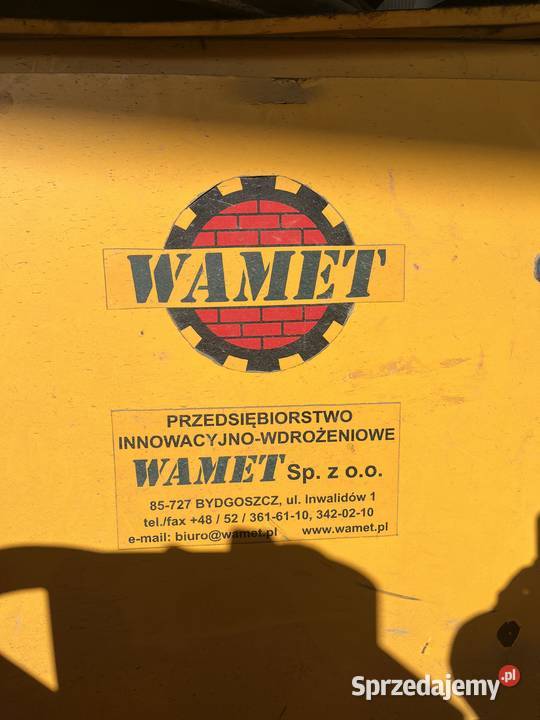 WAMET
PRZEDSIĘBIORSTWO
INNOWACYJNO-WDROŻENIOWE
WAMET Sp. z o.o.
85-727 BYDGOSZCZ, ul. Inwalidów 1
tel./fax +48 / 52 / 361-61-10, 342-02-10
e-mail: biuro@wamet.pl www.wamet.pl
Sprzedajemy.pl